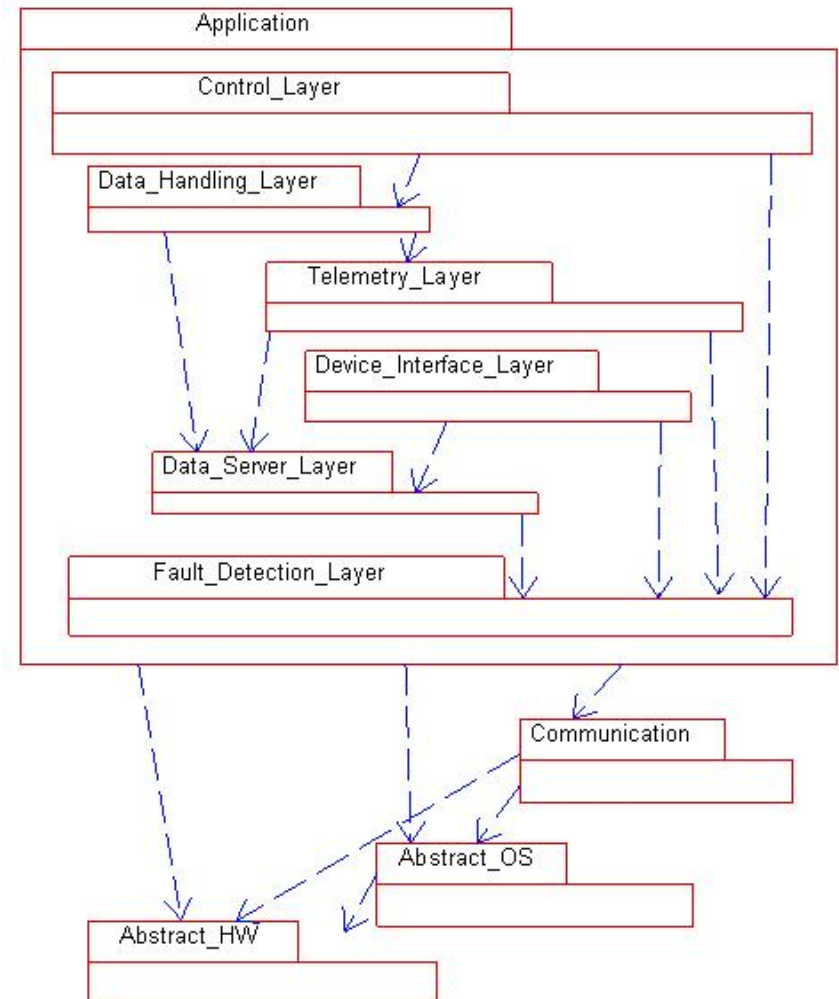 Application
Control_Layer
Data_Handling_Layer
Telemetry_Layer
Device_Interface_Layer
Data_Server_Layer
Fault_Detection_Layer
Communication
Abstract_OS
Abstract_HW